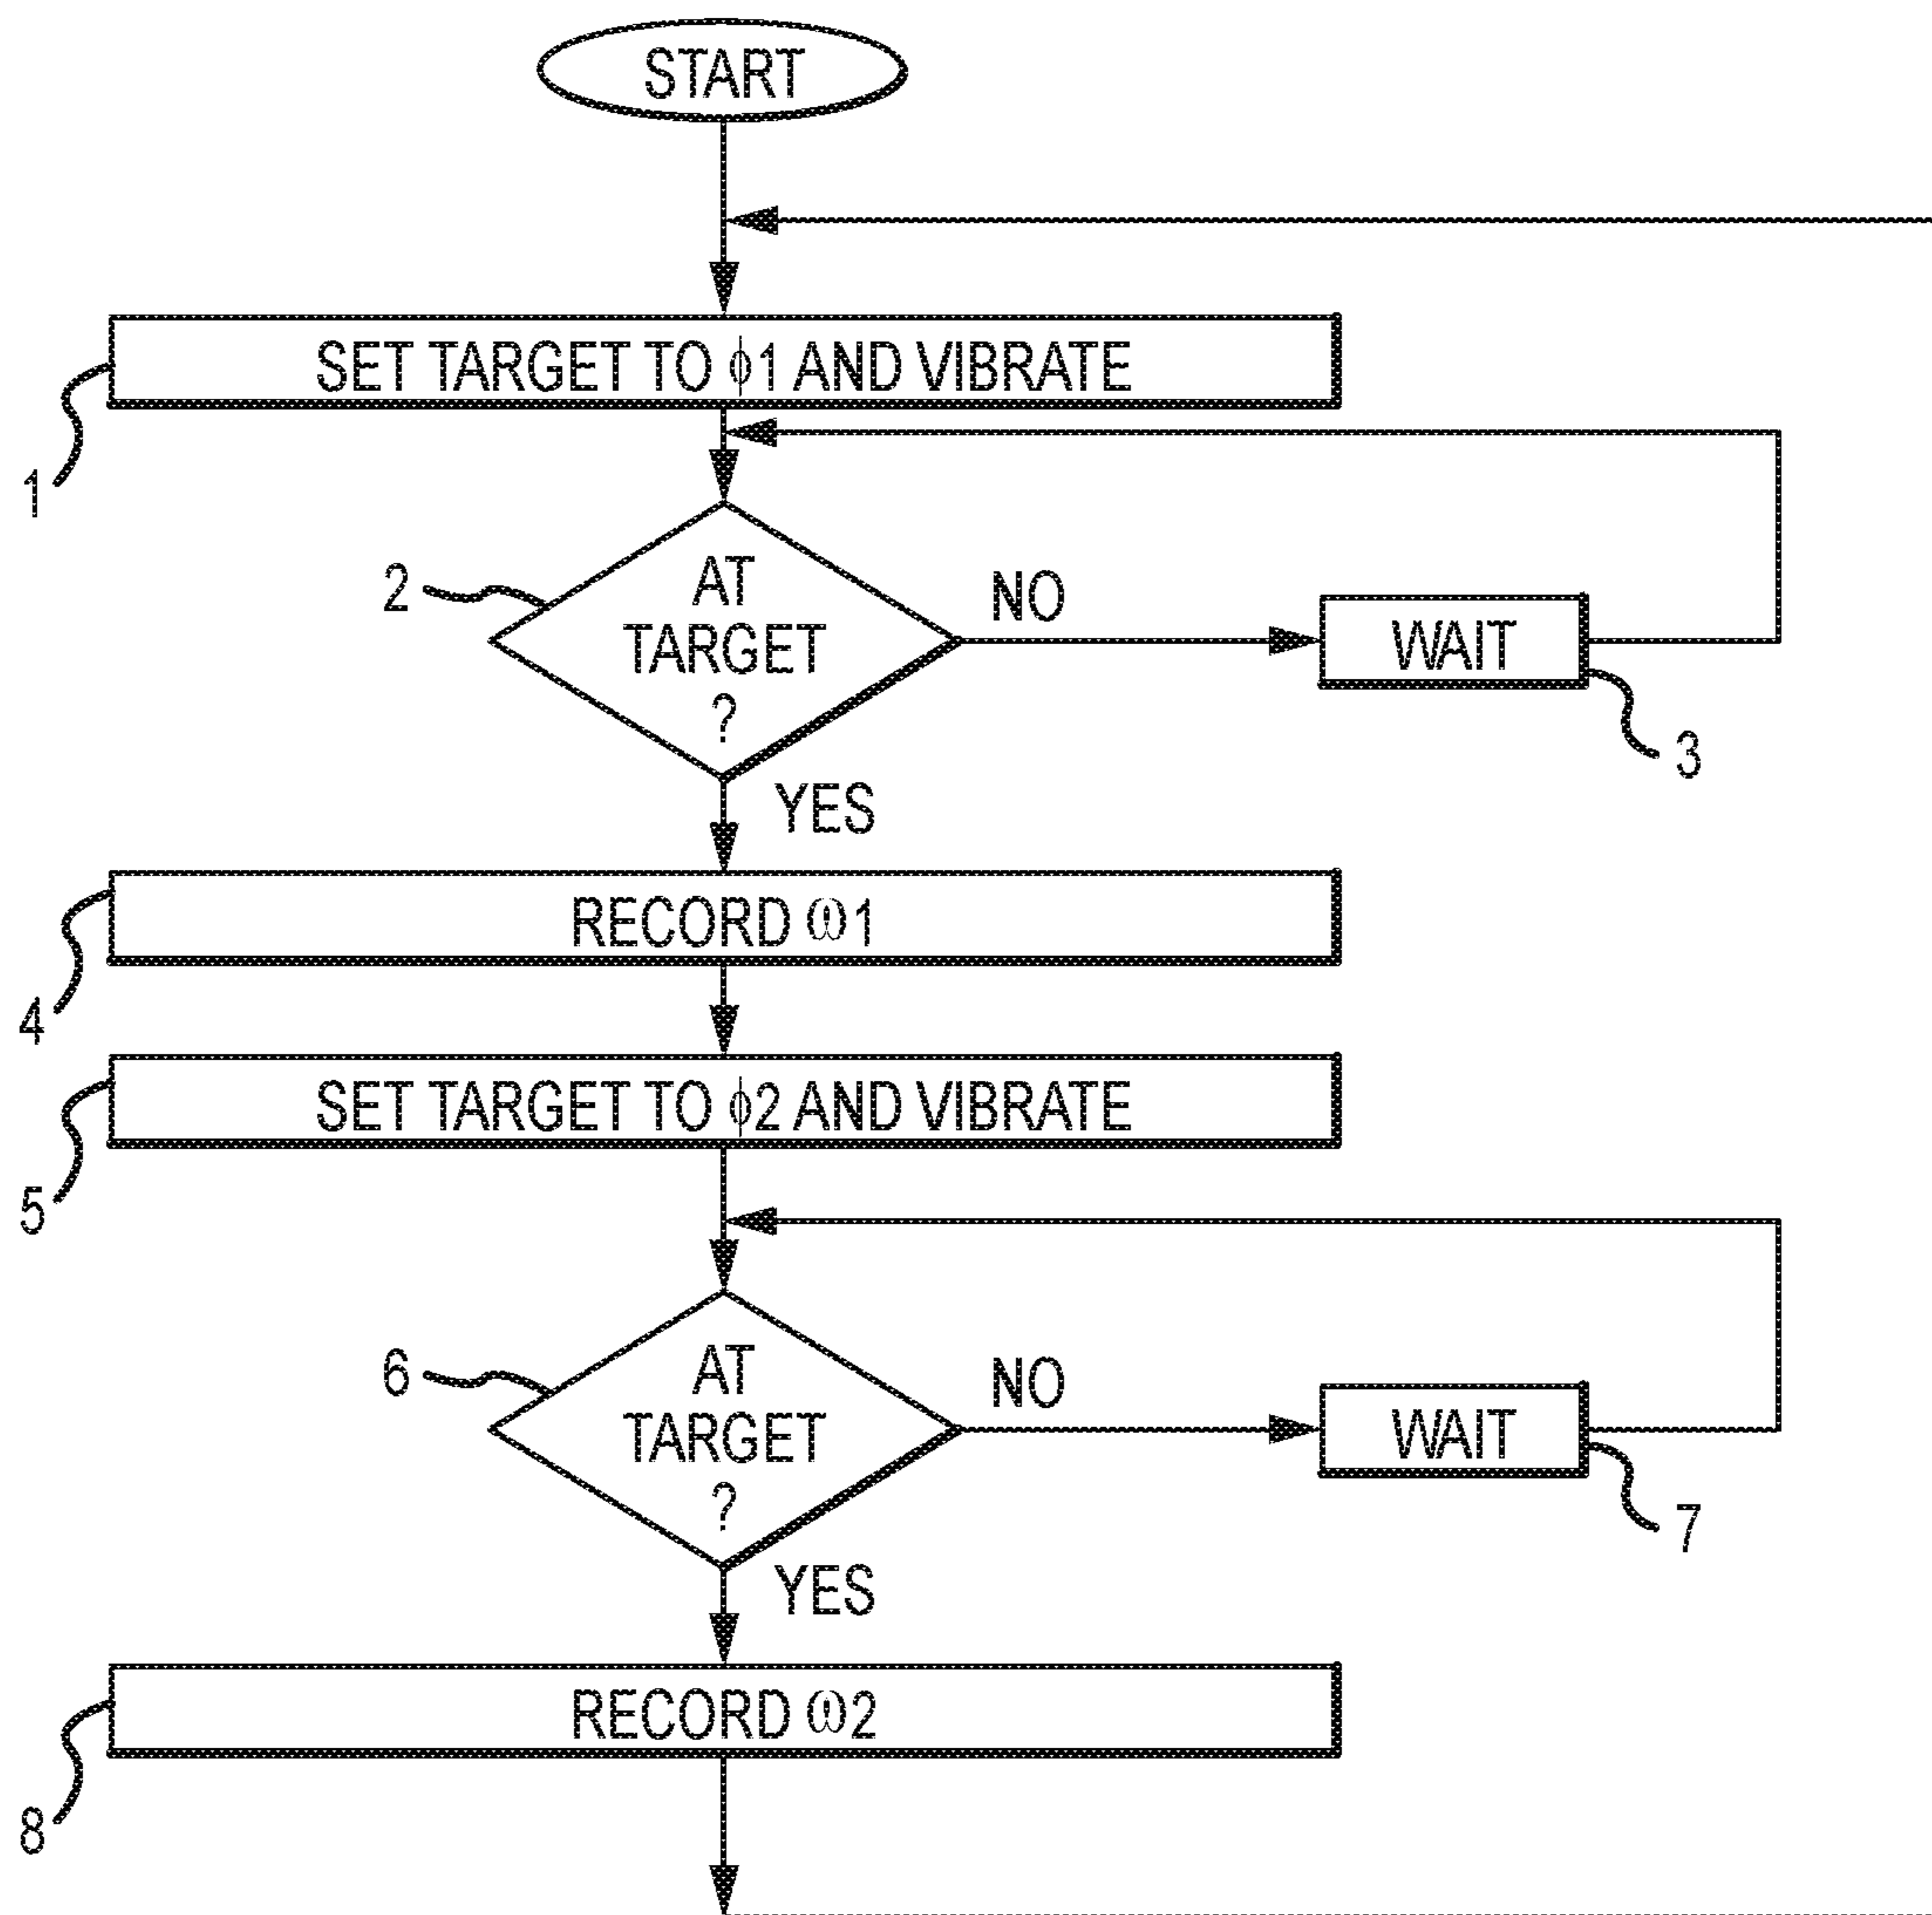 START
SET TARGET TO ϕ1 AND VIBRATE
1
2
AT
TARGET
?
NO
WAIT
3
YES
RECORD ω1
4
SET TARGET TO ϕ2 AND VIBRATE
5
6
AT
TARGET
?
NO
WAIT
7
YES
RECORD ω2
8